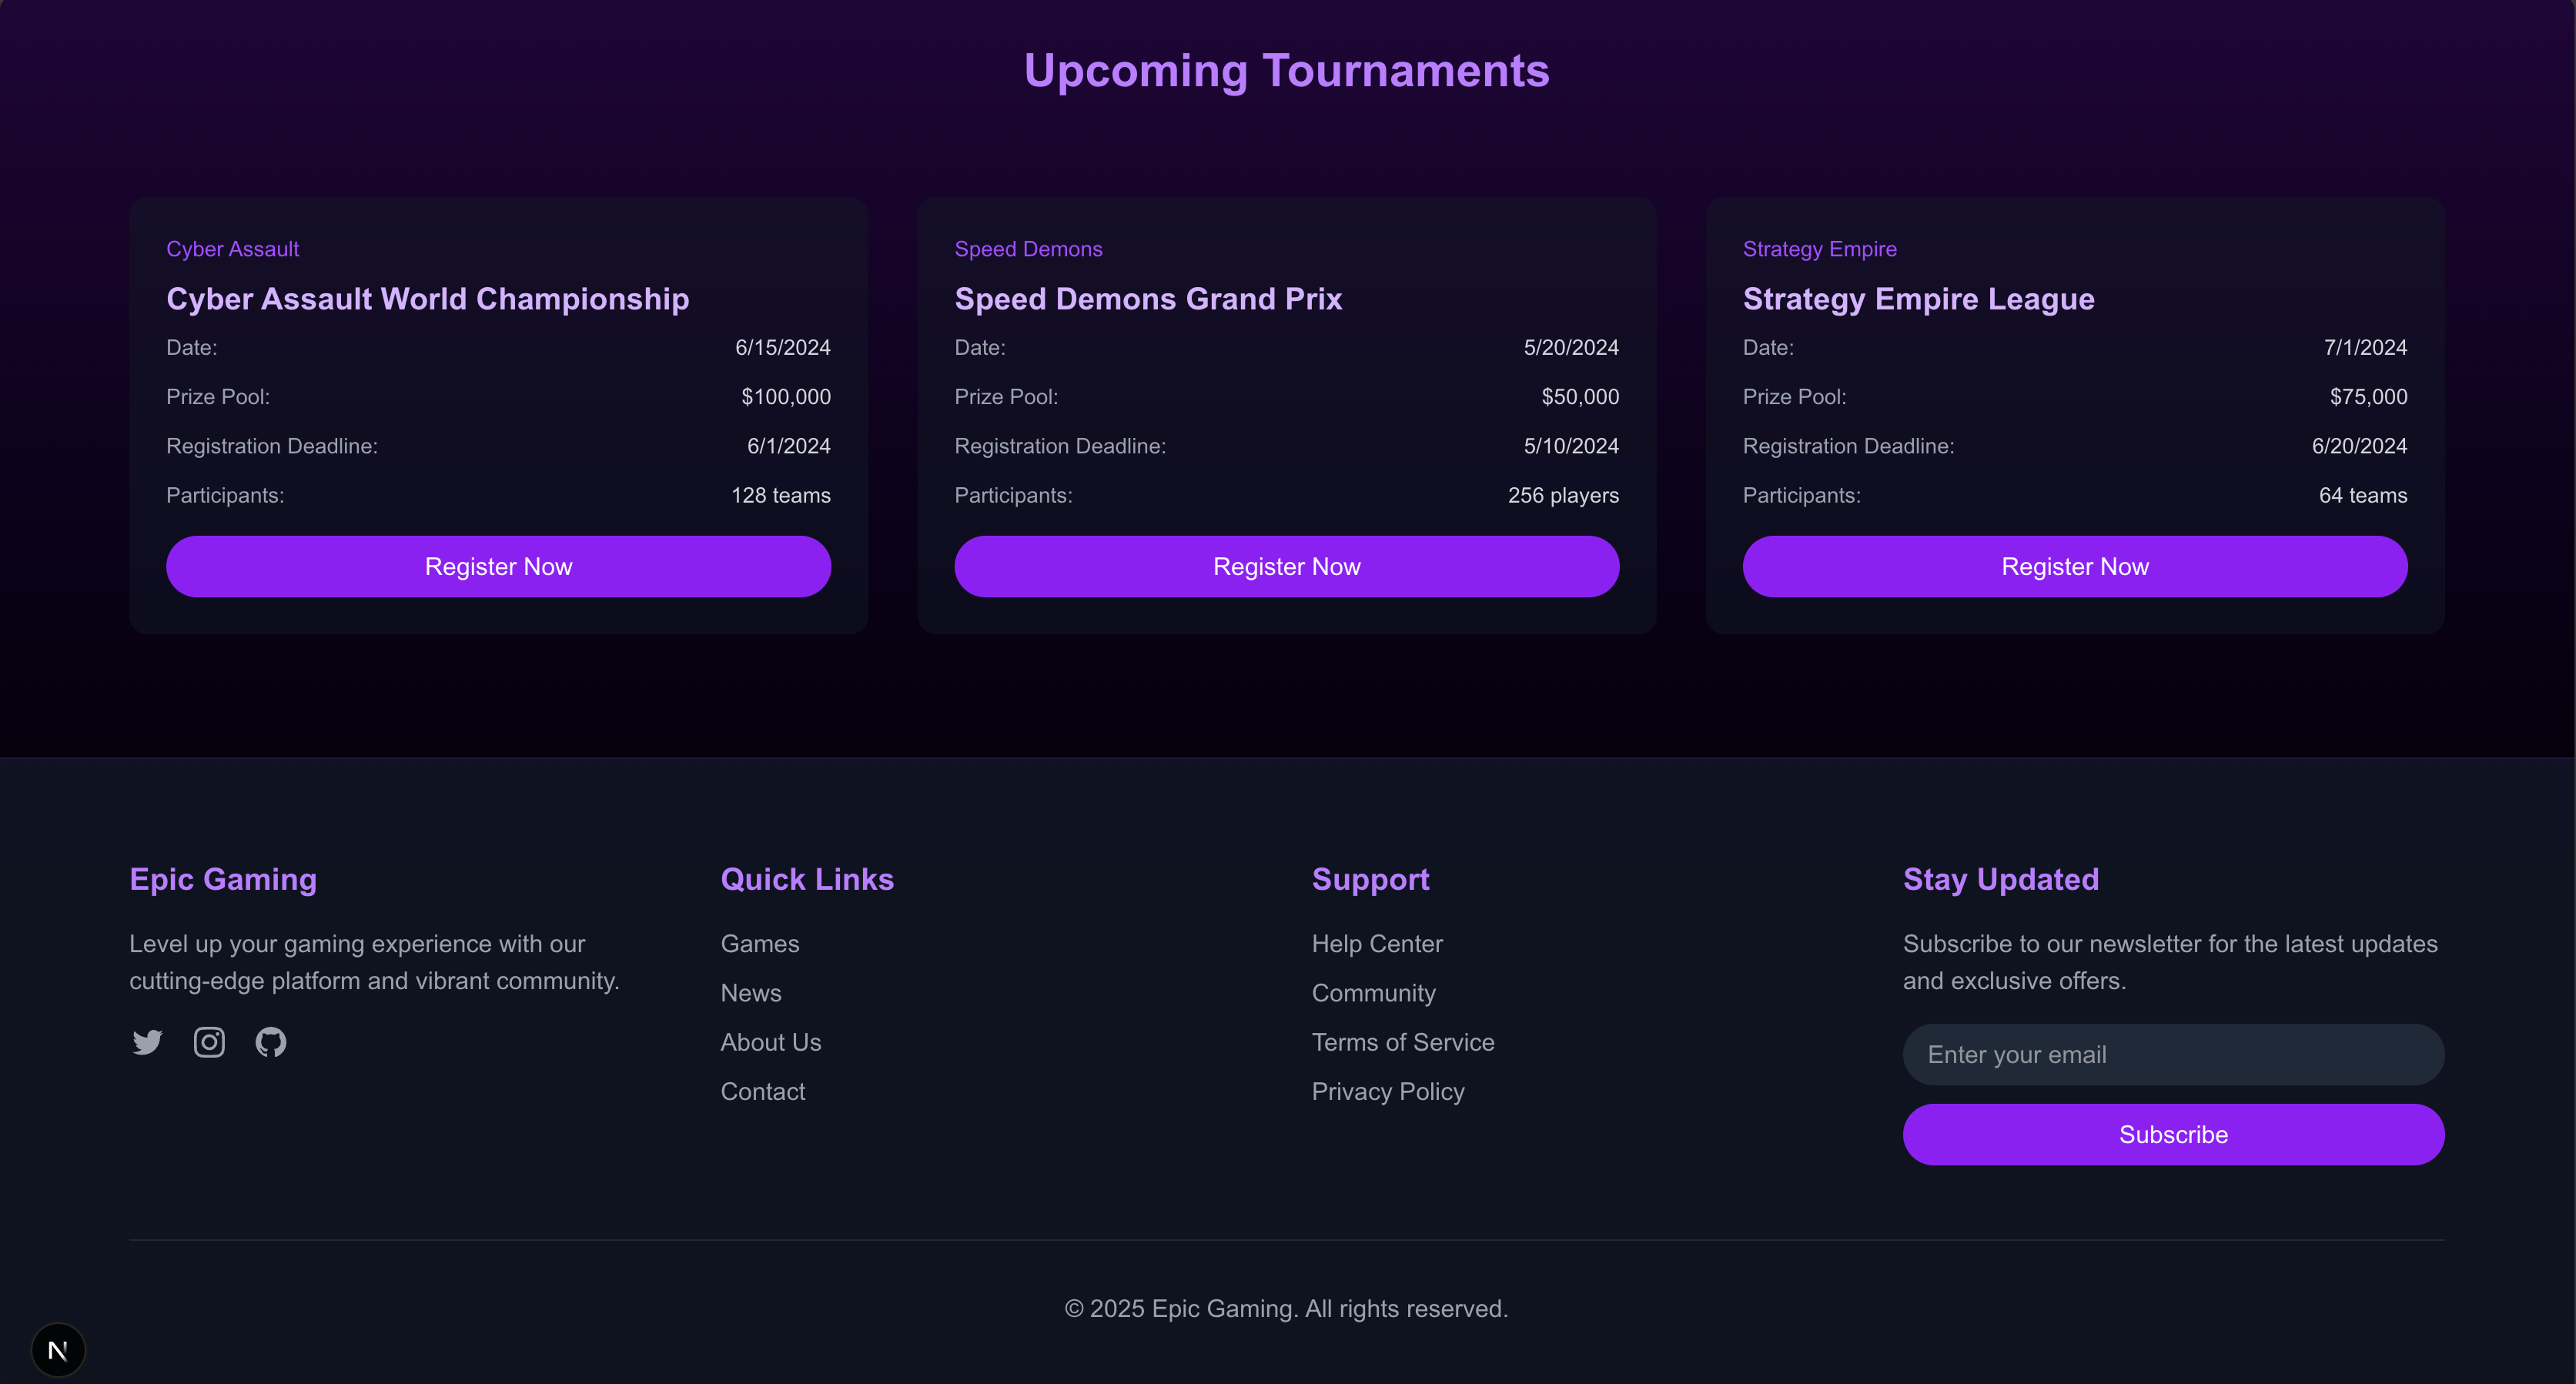 Upcoming Tournaments
Cyber Assault
Cyber Assault World Championship
Date: 6/15/2024
Prize Pool: $100,000
Registration Deadline: 6/1/2024
Participants: 128 teams
Register Now
Speed Demons
Speed Demons Grand Prix
Date: 5/20/2024
Prize Pool: $50,000
Registration Deadline: 5/10/2024
Participants: 256 players
Register Now
Strategy Empire
Strategy Empire League
Date: 7/1/2024
Prize Pool: $75,000
Registration Deadline: 6/20/2024
Participants: 64 teams
Register Now
Epic Gaming
Level up your gaming experience with our
cutting-edge platform and vibrant community.
Quick Links
Games
News
About Us
Contact
Support
Help Center
Community
Terms of Service
Privacy Policy
Stay Updated
Subscribe to our newsletter for the latest updates
and exclusive offers.
Enter your email
Subscribe
© 2025 Epic Gaming. All rights reserved.
N